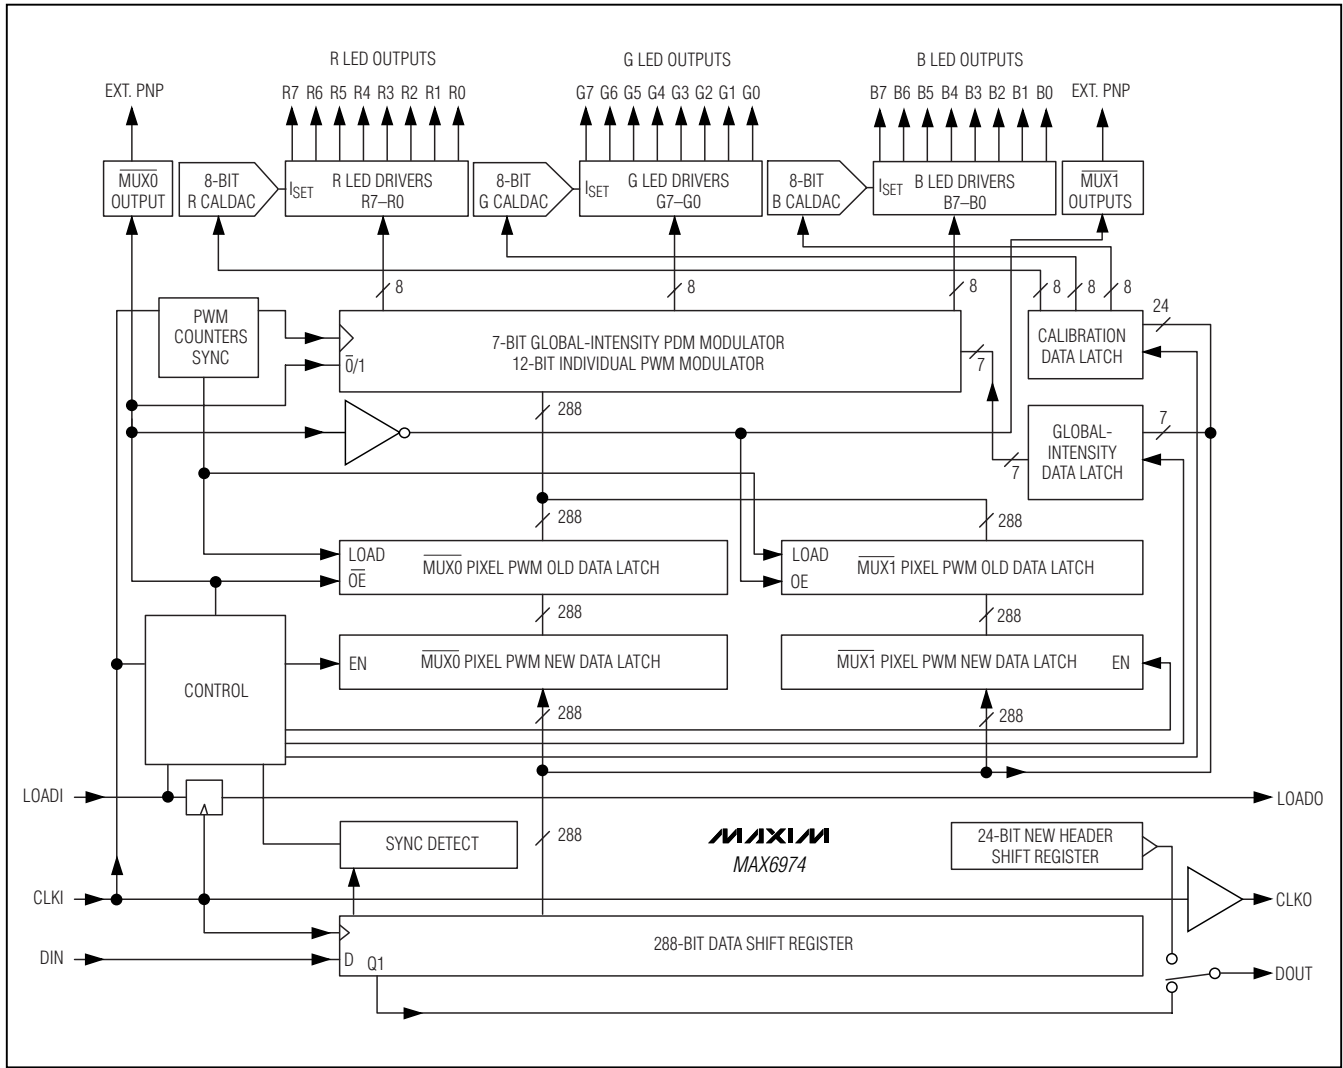 R LED OUTPUTS G LED OUTPUTS B LED OUTPUTS
EXT. PNP R7 R6 R5 R4 R3 R2 R1 R0 G7 G6 G5 G4 G3 G2 G1 G0 B7 B6 B5 B4 B3 B2 B1 B0 EXT. PNP
M̅U̅X̅0̅
OUTPUT
8-BIT
R CALDAC
ISET
R LED DRIVERS
R7–R0
8-BIT
G CALDAC
ISET
G LED DRIVERS
G7–G0
8-BIT
B CALDAC
ISET
B LED DRIVERS
B7–B0
M̅U̅X̅1̅
OUTPUTS
8 8 8 8 8 8
PWM
COUNTERS
SYNC
0̅/1
7-BIT GLOBAL-INTENSITY PDM MODULATOR
12-BIT INDIVIDUAL PWM MODULATOR
7
CALIBRATION
DATA LATCH
24
288
GLOBAL-
INTENSITY
DATA LATCH
7
7
288 288
LOAD
O̅E̅
M̅U̅X̅0̅ PIXEL PWM OLD DATA LATCH
LOAD
OE
M̅U̅X̅1̅ PIXEL PWM OLD DATA LATCH
288 288
CONTROL
EN M̅U̅X̅0̅ PIXEL PWM NEW DATA LATCH
M̅U̅X̅1̅ PIXEL PWM NEW DATA LATCH EN
288 288
LOADI LOADO
SYNC DETECT
288
MAXIM
MAX6974
24-BIT NEW HEADER
SHIFT REGISTER
CLKI CLKO
288-BIT DATA SHIFT REGISTER
DIN D Q1 DOUT